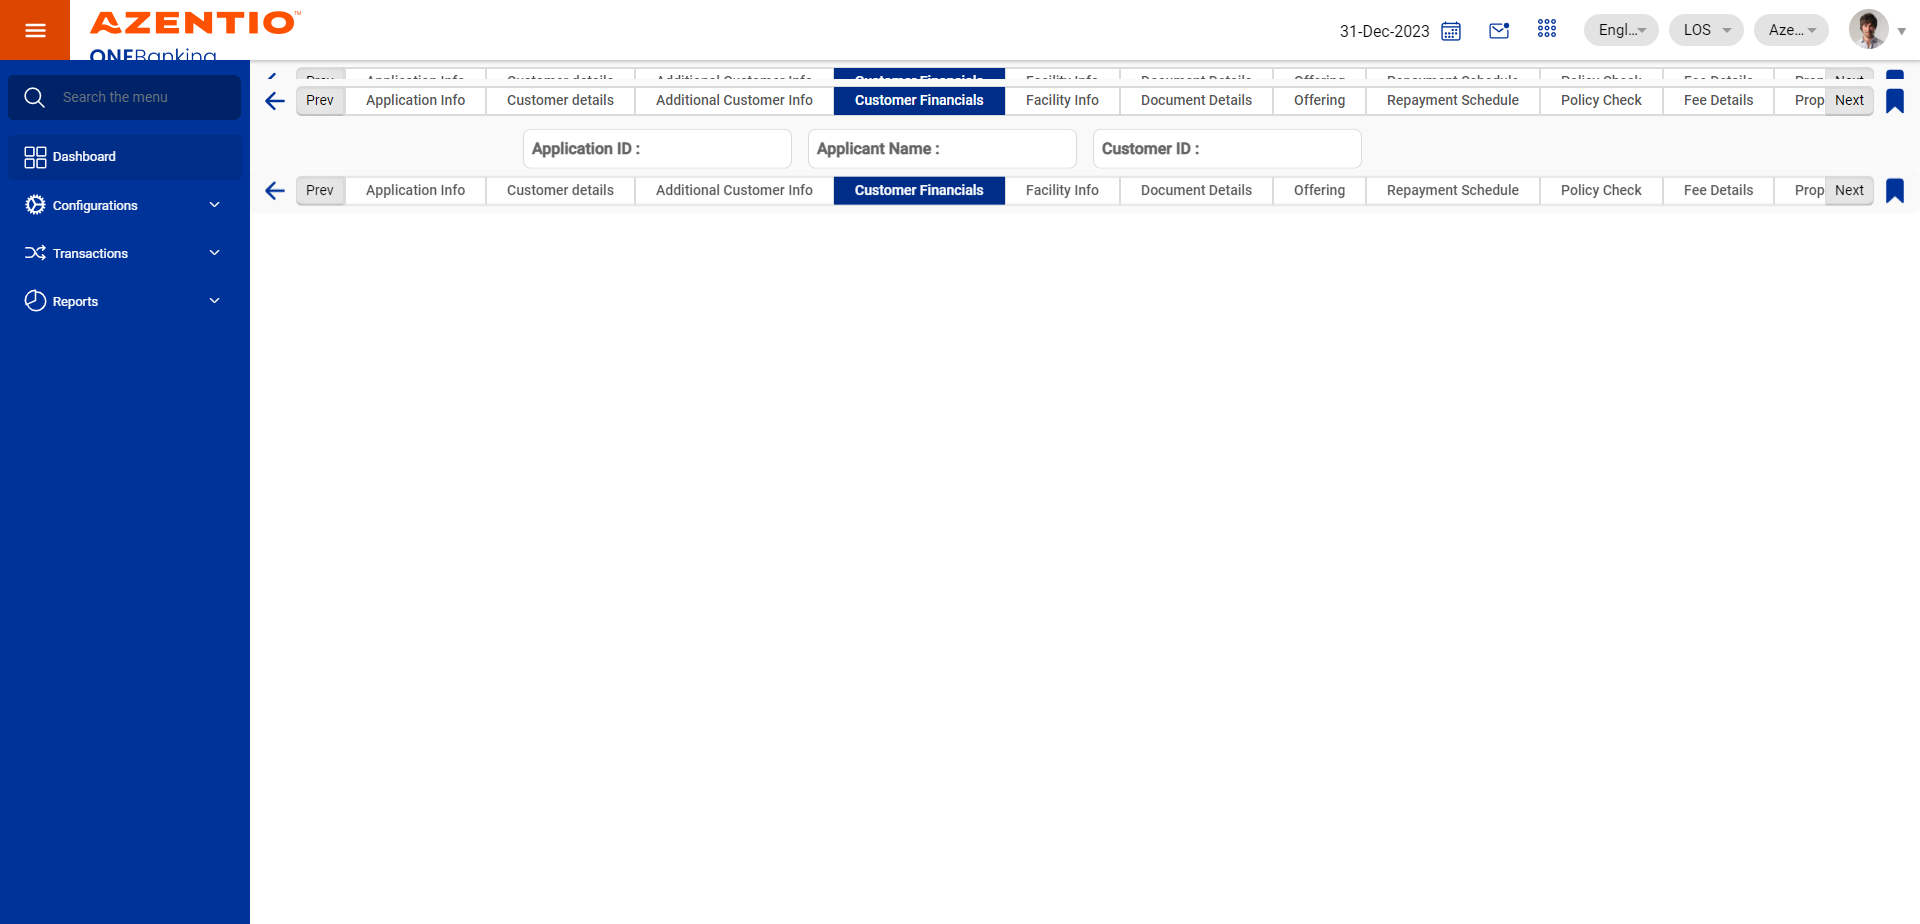 AZENTIO™
ONEBanking
31-Dec-2023
Engl...
LOS
Aze...
Search the menu
Dashboard
Configurations
Transactions
Reports
Prev Application Info Customer details Additional Customer Info Customer Financials Facility Info Document Details Offering Repayment Schedule Policy Check Fee Details Prop Next
Prev Application Info Customer details Additional Customer Info Customer Financials Facility Info Document Details Offering Repayment Schedule Policy Check Fee Details Prop Next
Application ID :
Applicant Name :
Customer ID :
Prev Application Info Customer details Additional Customer Info Customer Financials Facility Info Document Details Offering Repayment Schedule Policy Check Fee Details Prop Next